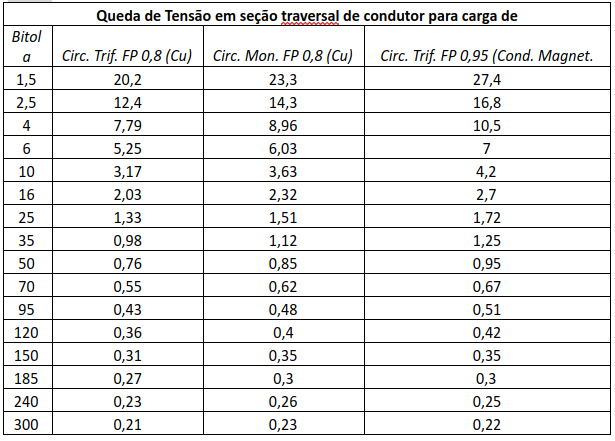 Queda de Tensão em seção traversal de condutor para carga de
Bitol
a Circ. Trif. FP 0,8 (Cu) Circ. Mon. FP 0,8 (Cu) Circ. Trif. FP 0,95 (Cond. Magnet.
1,5 20,2 23,3 27,4
2,5 12,4 14,3 16,8
4 7,79 8,96 10,5
6 5,25 6,03 7
10 3,17 3,63 4,2
16 2,03 2,32 2,7
25 1,33 1,51 1,72
35 0,98 1,12 1,25
50 0,76 0,85 0,95
70 0,55 0,62 0,67
95 0,43 0,48 0,51
120 0,36 0,4 0,42
150 0,31 0,35 0,35
185 0,27 0,3 0,3
240 0,23 0,26 0,25
300 0,21 0,23 0,22